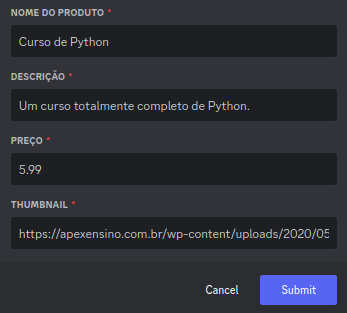 NOME DO PRODUTO *
Curso de Python
DESCRIÇÃO *
Um curso totalmente completo de Python.
PREÇO *
5.99
THUMBNAIL *
https://apexensino.com.br/wp-content/uploads/2020/05
Cancel Submit